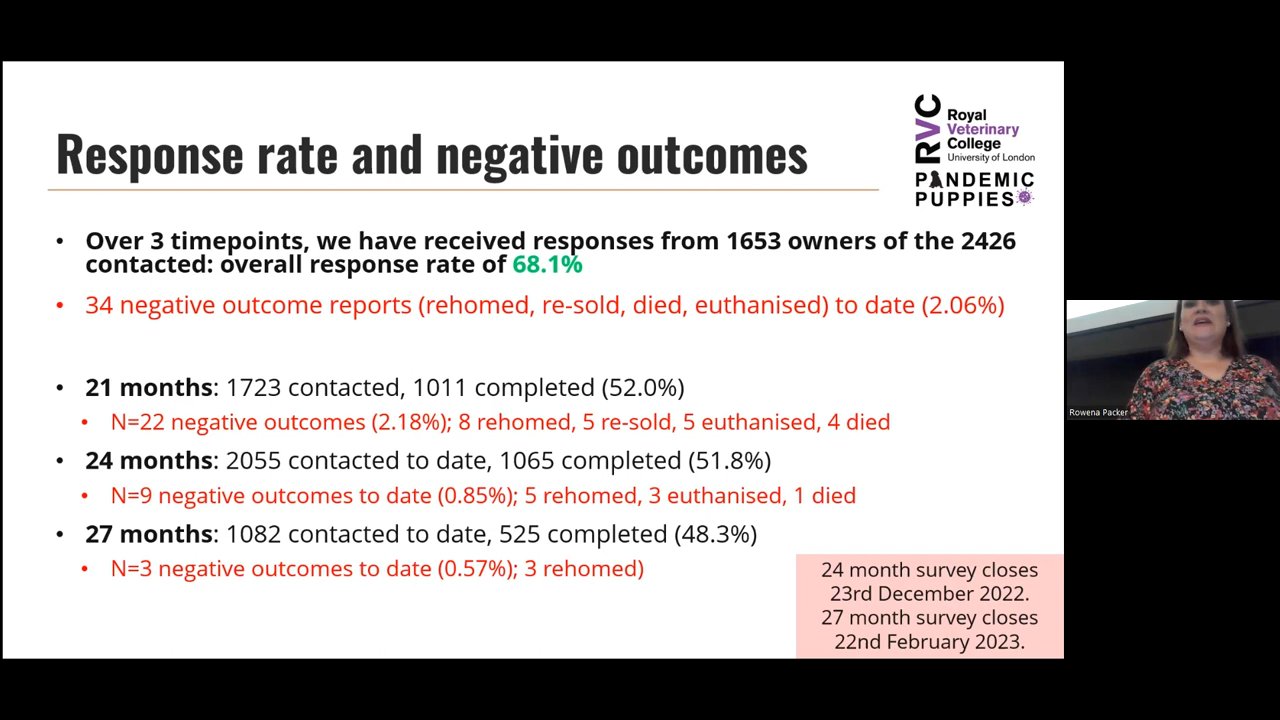 Response rate and negative outcomes
RVC
Royal
Veterinary
College
University of London
PANDEMIC
PUPPIES
• Over 3 timepoints, we have received responses from 1653 owners of the 2426
contacted: overall response rate of 68.1%
• 34 negative outcome reports (rehomed, re-sold, died, euthanised) to date (2.06%)
• 21 months: 1723 contacted, 1011 completed (52.0%)
• N=22 negative outcomes (2.18%); 8 rehomed, 5 re-sold, 5 euthanised, 4 died
• 24 months: 2055 contacted to date, 1065 completed (51.8%)
• N=9 negative outcomes to date (0.85%); 5 rehomed, 3 euthanised, 1 died
• 27 months: 1082 contacted to date, 525 completed (48.3%)
• N=3 negative outcomes to date (0.57%); 3 rehomed)
24 month survey closes
23rd December 2022.
27 month survey closes
22nd February 2023.
Rowena Packer